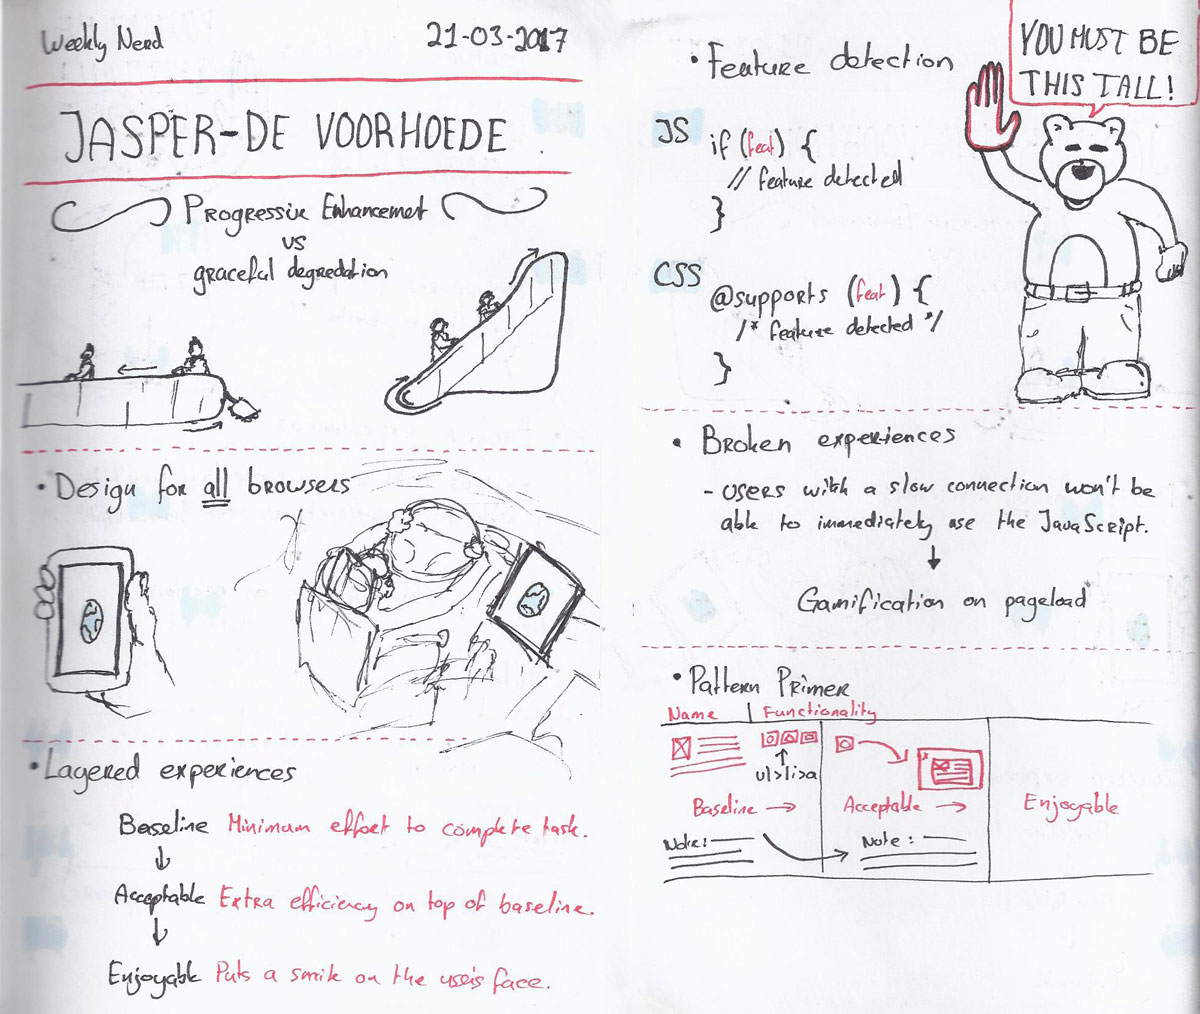 Weekly Nerd
21-03-2017
JASPER-DE VOORHOEDE
Progressive Enhancemet
vs
graceful degredation
• Design for all browsers
• Layered experiences
Baseline Minimum effort to complete task.
Acceptable Extra efficiency on top of baseline.
Enjoyable Puts a smile on the user's face.
• Feature detection
YOU MUST BE
THIS TALL!
JS if (feat) {
// feature detected
}
CSS @supports (feat) {
/* feature detected */
}
• Broken experiences
- users with a slow connection won't be
able to immediately use the JavaScript.
Gamification on pageload
• Pattern Primer
Name | Functionality
ul>li>a
Baseline → Acceptable → Enjoyable
Note: Note: